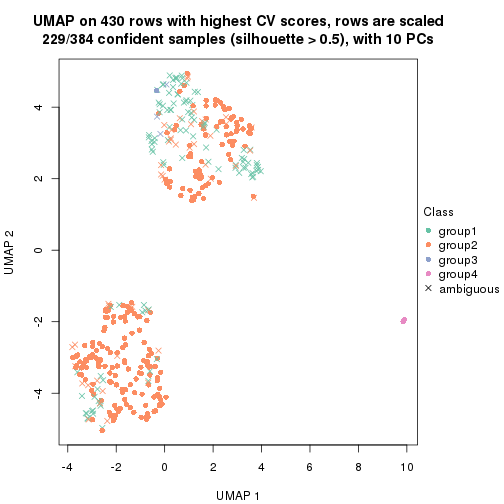 UMAP on 430 rows with highest CV scores, rows are scaled
229/384 confident samples (silhouette > 0.5), with 10 PCs
4
2
0
-2
-4
UMAP 2
-4
-2
0
2
4
6
8
10
UMAP 1
Class
group1
group2
group3
group4
ambiguous